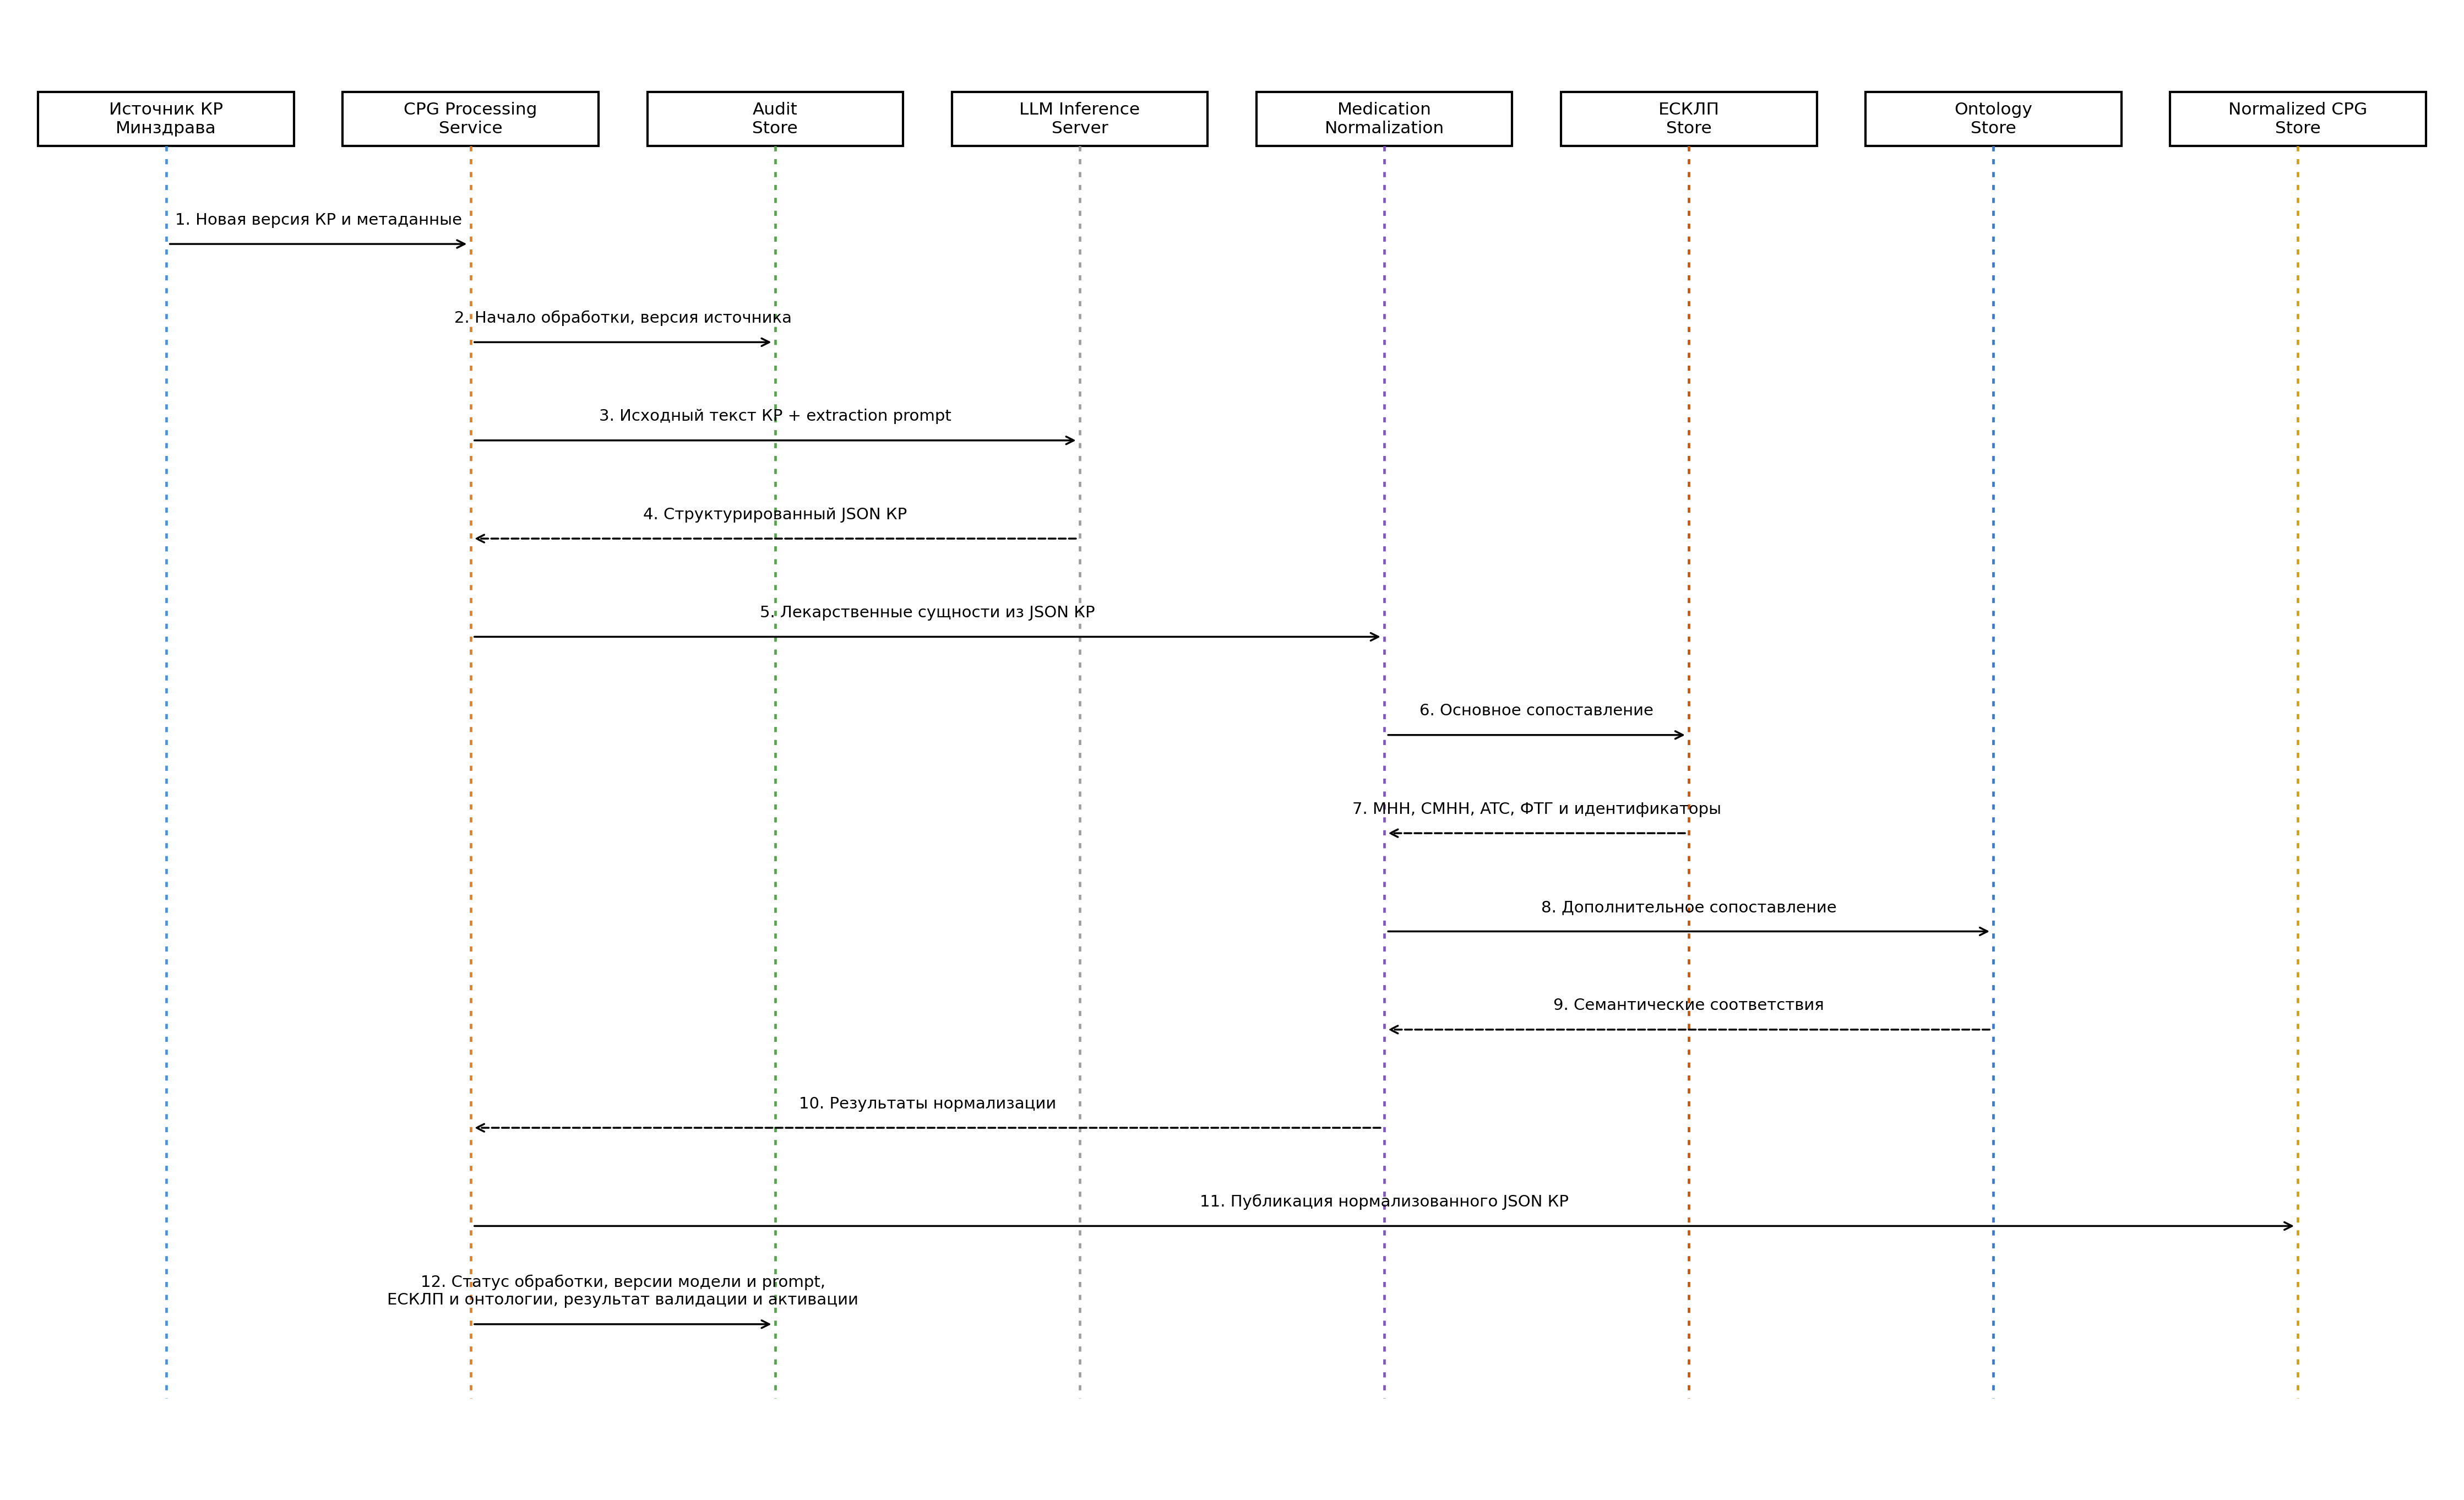 Источник КР
Минздрава
CPG Processing
Service
Audit
Store
LLM Inference
Server
Medication
Normalization
ЕСКЛП
Store
Ontology
Store
Normalized CPG
Store
1. Новая версия КР и метаданные
2. Начало обработки, версия источника
3. Исходный текст КР + extraction prompt
4. Структурированный JSON КР
5. Лекарственные сущности из JSON КР
6. Основное сопоставление
7. МНН, СМНН, АТС, ФТГ и идентификаторы
8. Дополнительное сопоставление
9. Семантические соответствия
10. Результаты нормализации
11. Публикация нормализованного JSON КР
12. Статус обработки, версии модели и prompt,
ЕСКЛП и онтологии, результат валидации и активации